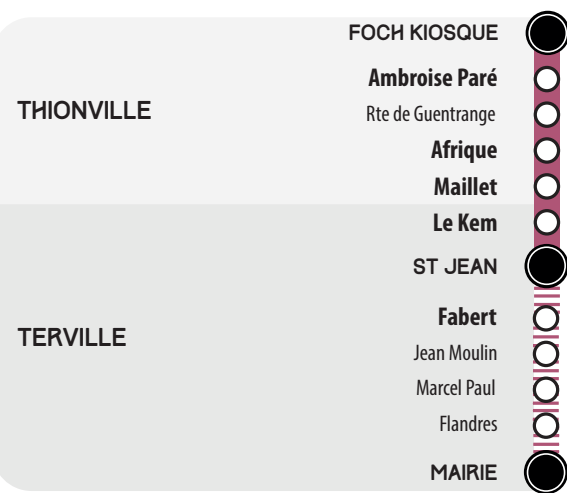 FOCH KIOSQUE
Ambroise Paré
THIONVILLE
Rte de Guentrange
Afrique
Maillet
Le Kem
ST JEAN
Fabert
TERVILLE
Jean Moulin
Marcel Paul
Flandres
MAIRIE